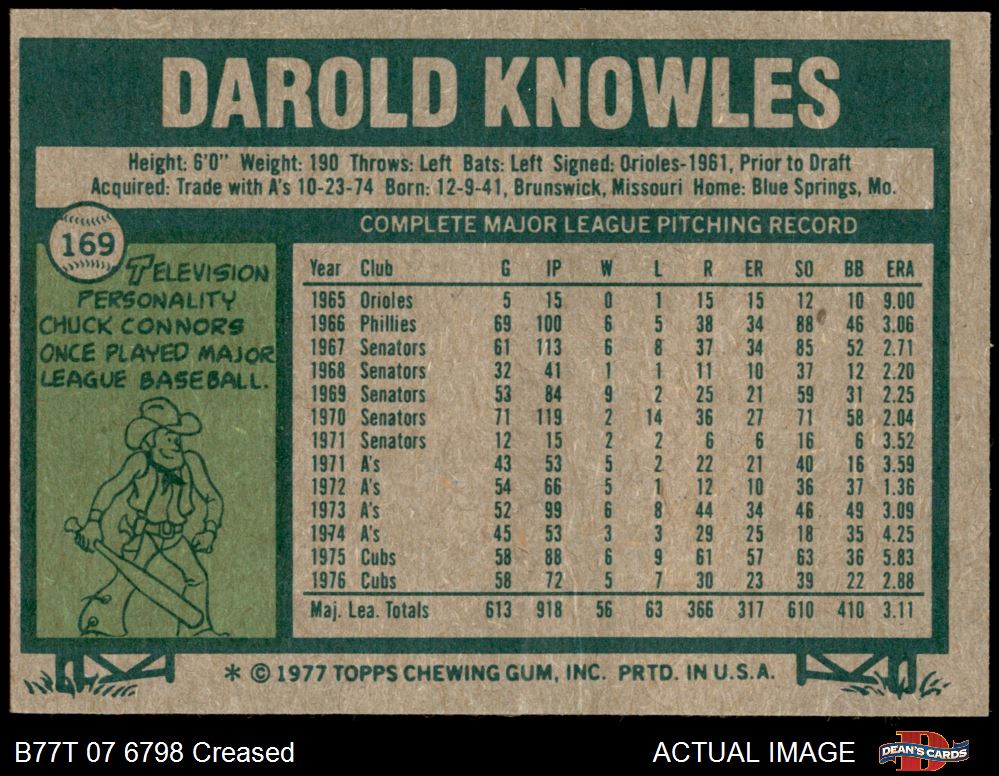 DAROLD KNOWLES
Height: 6'0" Weight: 190 Throws: Left Bats: Left Signed: Orioles-1961, Prior to Draft
Acquired: Trade with A's 10-23-74 Born: 12-9-41, Brunswick, Missouri Home: Blue Springs, Mo.
169
TELEVISION
PERSONALITY
CHUCK CONNORS
ONCE PLAYED MAJOR
LEAGUE BASEBALL.
COMPLETE MAJOR LEAGUE PITCHING RECORD
Year Club G IP W L R ER SO BB ERA
1965 Orioles 5 15 0 1 15 15 12 10 9.00
1966 Phillies 69 100 6 5 38 34 88 46 3.06
1967 Senators 61 113 6 8 37 34 85 52 2.71
1968 Senators 32 41 1 1 11 10 37 12 2.20
1969 Senators 53 84 9 2 25 21 59 31 2.25
1970 Senators 71 119 2 14 36 27 71 58 2.04
1971 Senators 12 15 2 2 6 6 16 6 3.52
1971 A's 43 53 5 2 22 21 40 16 3.59
1972 A's 54 66 5 1 12 10 36 37 1.36
1973 A's 52 99 6 8 44 34 46 49 3.09
1974 A's 45 53 3 3 29 25 18 35 4.25
1975 Cubs 58 88 6 9 61 57 63 36 5.83
1976 Cubs 58 72 5 7 30 23 39 22 2.88
Maj. Lea. Totals 613 918 56 63 366 317 610 410 3.11
* © 1977 TOPPS CHEWING GUM, INC. PRTD. IN U.S.A.
B77T 07 6798 Creased
ACTUAL IMAGE
DEAN'S CARDS